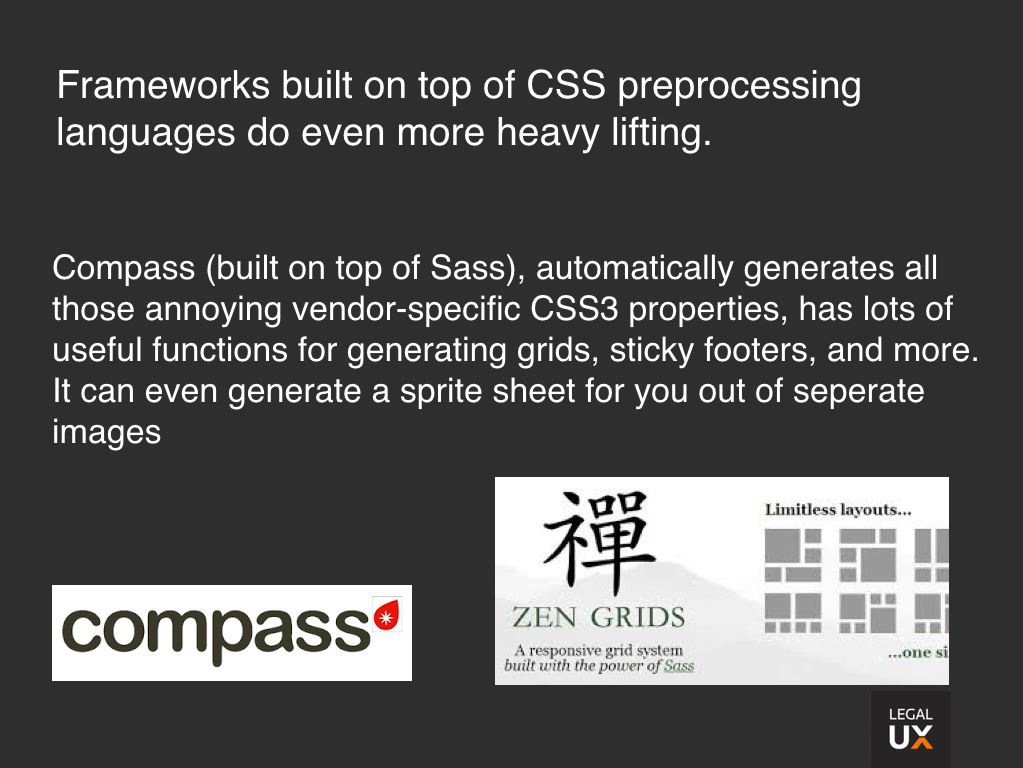 Frameworks built on top of CSS preprocessing
languages do even more heavy lifting.
Compass (built on top of Sass), automatically generates all
those annoying vendor-specific CSS3 properties, has lots of
useful functions for generating grids, sticky footers, and more.
It can even generate a sprite sheet for you out of seperate
images
compass
禪
ZEN GRIDS
A responsive grid system
built with the power of Sass
Limitless layouts...
...one si
LEGAL
UX